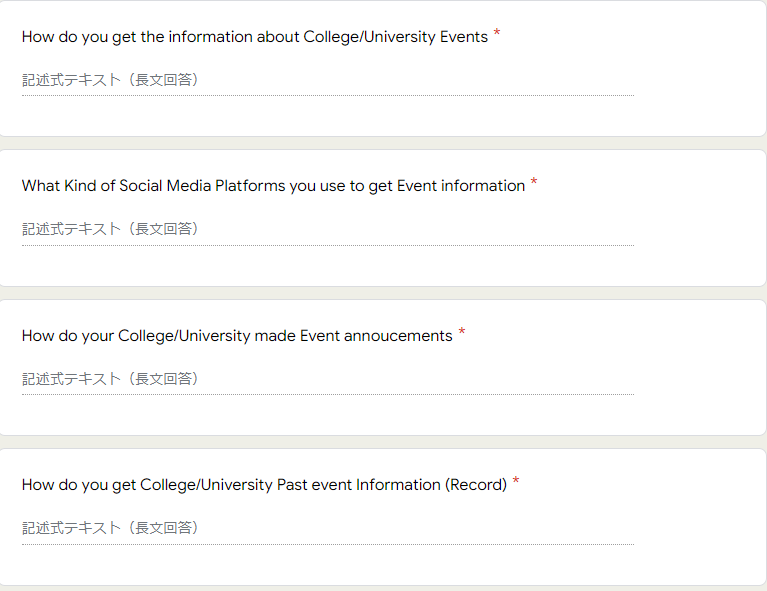 How do you get the information about College/University Events *
記述式テキスト（長文回答）
What Kind of Social Media Platforms you use to get Event information *
記述式テキスト（長文回答）
How do your College/University made Event annoucements *
記述式テキスト（長文回答）
How do you get College/University Past event Information (Record) *
記述式テキスト（長文回答）